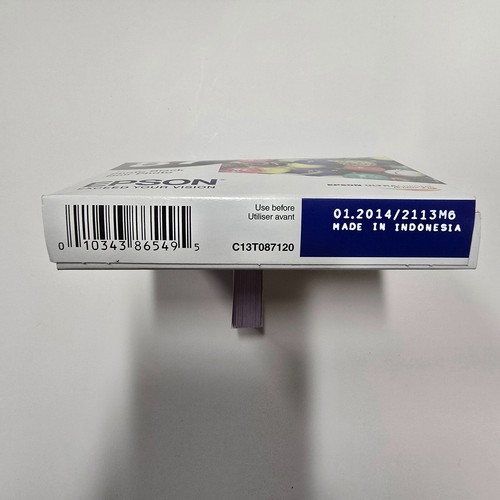 EPSON
EXCEED YOUR VISION
0 10343 86549 5
Use before
Utiliser avant
C13T087120
01.2014/2113M6
MADE IN INDONESIA